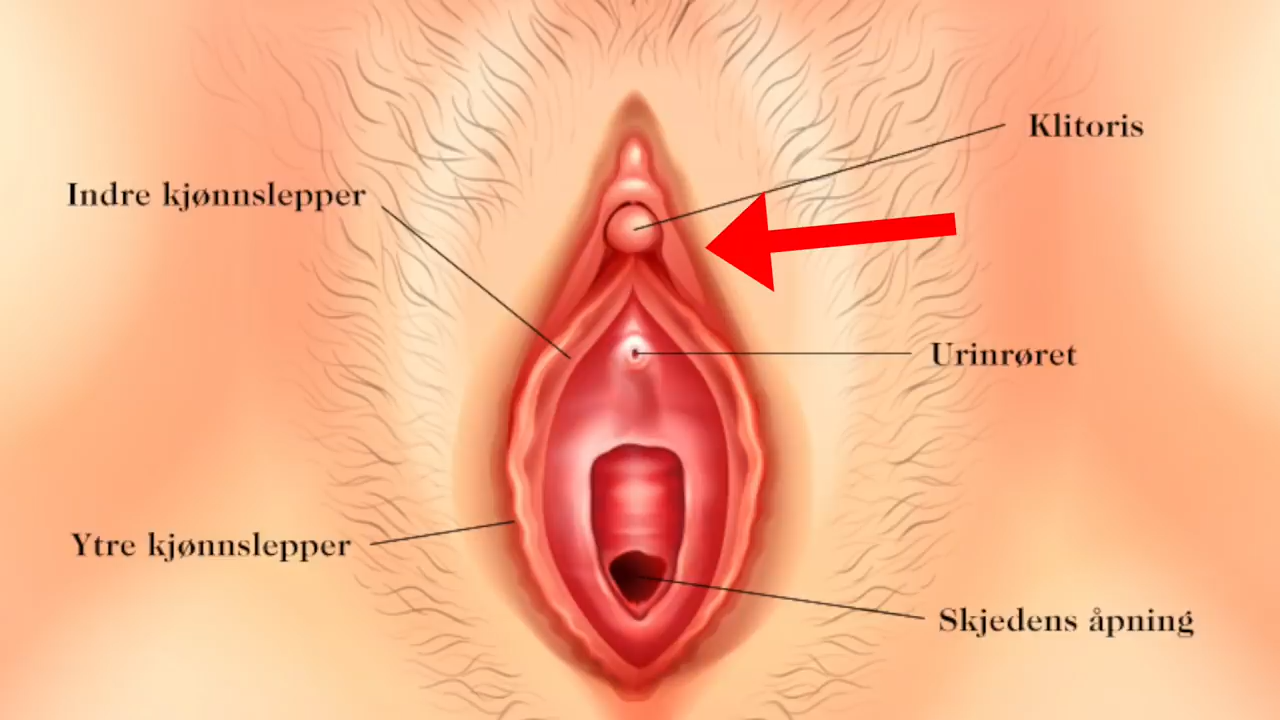 Klitoris
Indre kjønnslepper
Urinrøret
Ytre kjønnslepper
Skjedens åpning